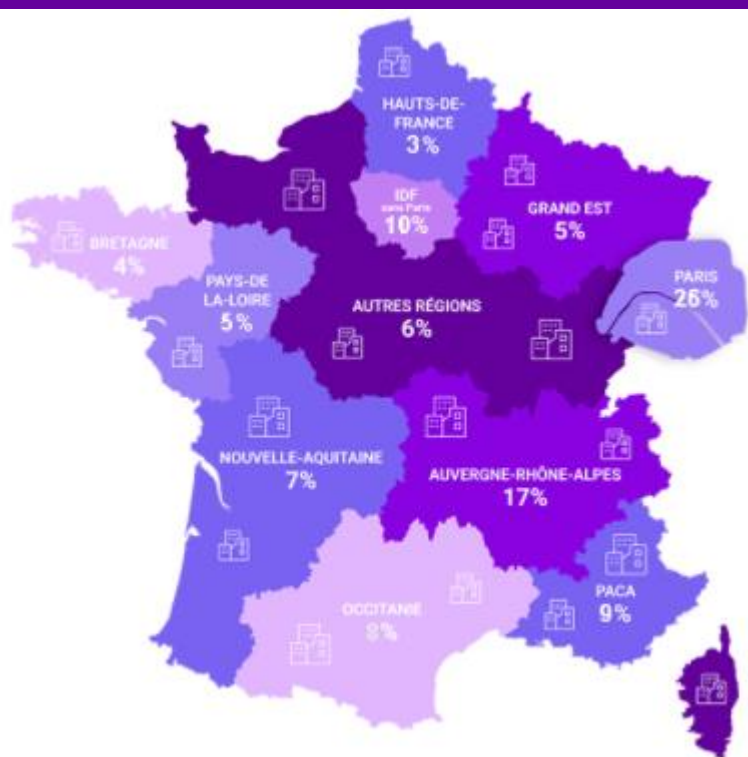 HAUTS-DE-
FRANCE
3%
IDF
sans Paris
10%
GRAND EST
5%
BRETAGNE
4%
PAYS-DE
LA-LOIRE
5%
PARIS
26%
AUTRES RÉGIONS
6%
NOUVELLE-AQUITAINE
7%
AUVERGNE-RHÔNE-ALPES
17%
OCCITANIE
8%
PACA
9%